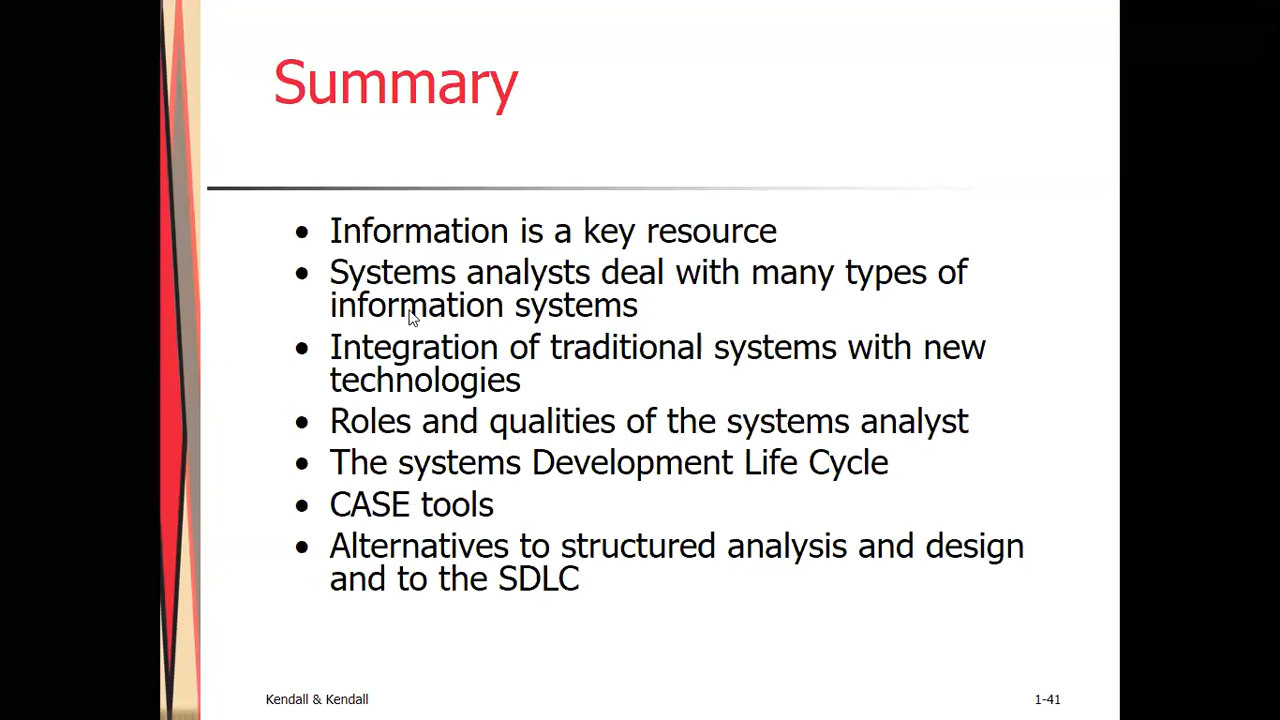 Summary
• Information is a key resource
• Systems analysts deal with many types of
information systems
• Integration of traditional systems with new
technologies
• Roles and qualities of the systems analyst
• The systems Development Life Cycle
• CASE tools
• Alternatives to structured analysis and design
and to the SDLC
Kendall & Kendall
1-41